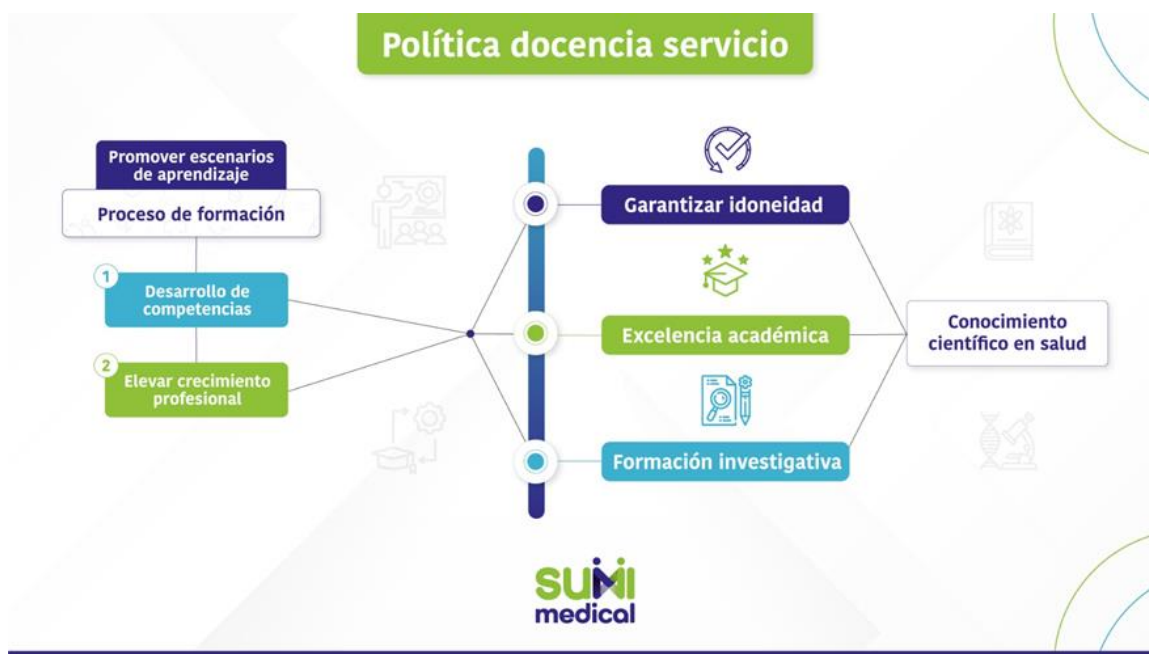 Política docencia servicio
Promover escenarios
de aprendizaje
Proceso de formación
1
Desarrollo de
competencias
2
Elevar crecimiento
profesional
Garantizar idoneidad
Excelencia académica
Formación investigativa
Conocimiento
científico en salud
sumi
medical